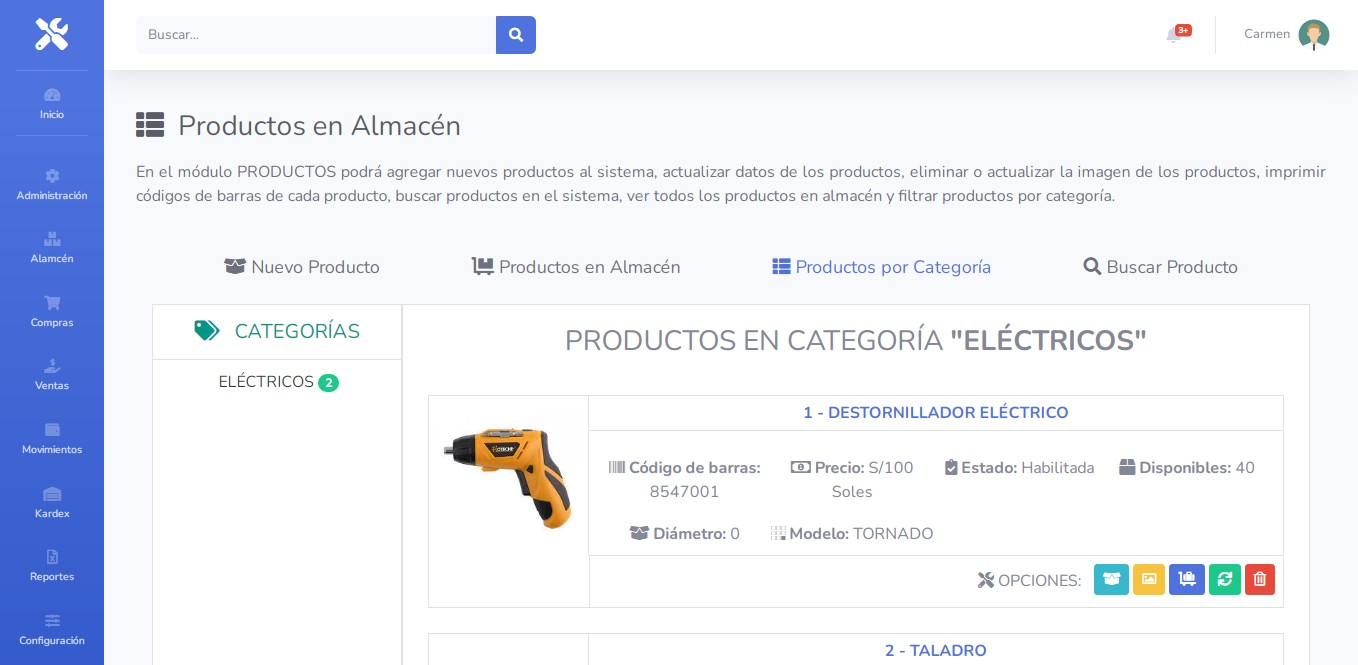 Buscar...
3+
Carmen
Inicio
Administración
Alamcén
Compras
Ventas
Movimientos
Kardex
Reportes
Configuración
Productos en Almacén
En el módulo PRODUCTOS podrá agregar nuevos productos al sistema, actualizar datos de los productos, eliminar o actualizar la imagen de los productos, imprimir
códigos de barras de cada producto, buscar productos en el sistema, ver todos los productos en almacén y filtrar productos por categoría.
Nuevo Producto
Productos en Almacén
Productos por Categoría
Buscar Producto
CATEGORÍAS
ELÉCTRICOS 2
PRODUCTOS EN CATEGORÍA "ELÉCTRICOS"
1 - DESTORNILLADOR ELÉCTRICO
Código de barras:
8547001
Precio: S/100
Soles
Estado: Habilitada
Disponibles: 40
Diámetro: 0
Modelo: TORNADO
OPCIONES:
2 - TALADRO